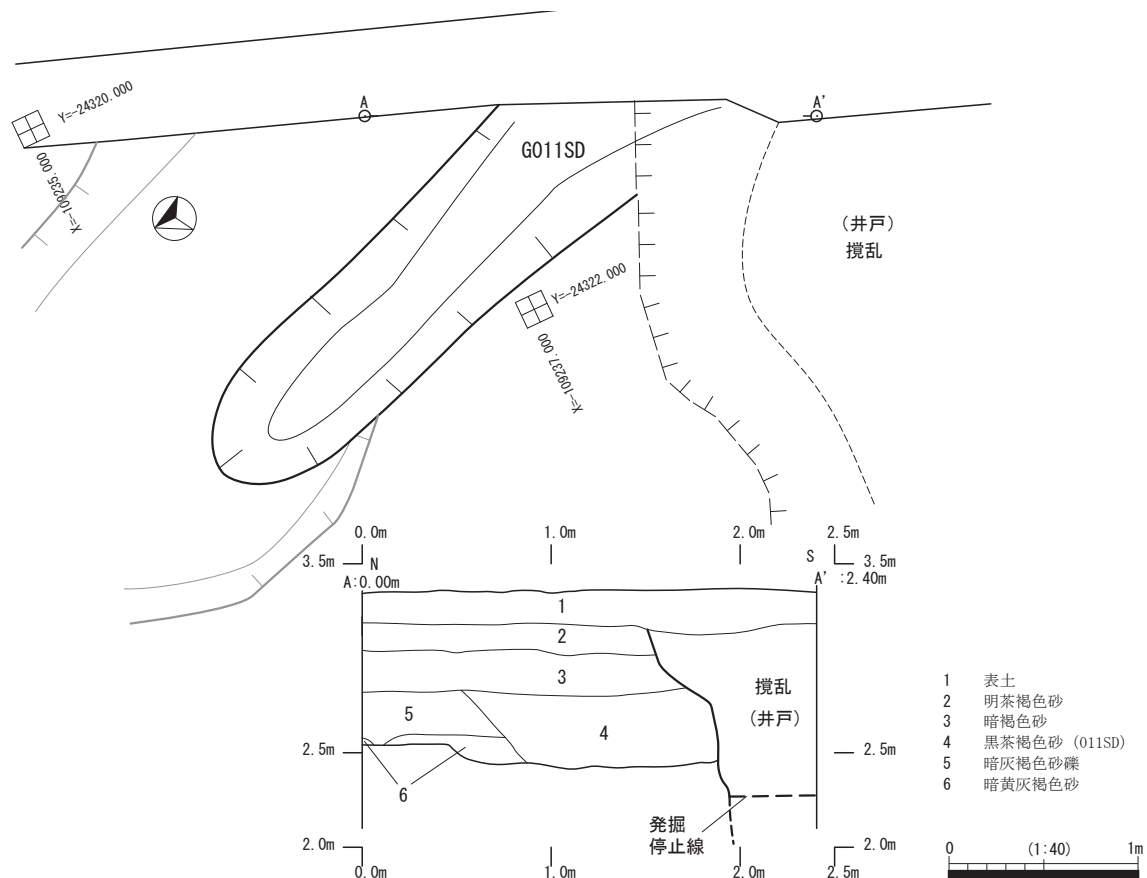 Y=-24320.000
X=-109235.000
A
A'
G011SD
(井戸)
撹乱
Y=-24322.000
X=-109237.000
0.0m 1.0m 2.0m 2.5m
3.5m N S 3.5m
A:0.00m A' :2.40m
1
2
3
撹乱
(井戸)
5
4
2.5m 2.5m
6
発掘
停止線
2.0m 2.0m
0.0m 1.0m 2.0m 2.5m
1 表土
2 明茶褐色砂
3 暗褐色砂
4 黒茶褐色砂 (011SD)
5 暗灰褐色砂礫
6 暗黄灰褐色砂
0 (1:40) 1m